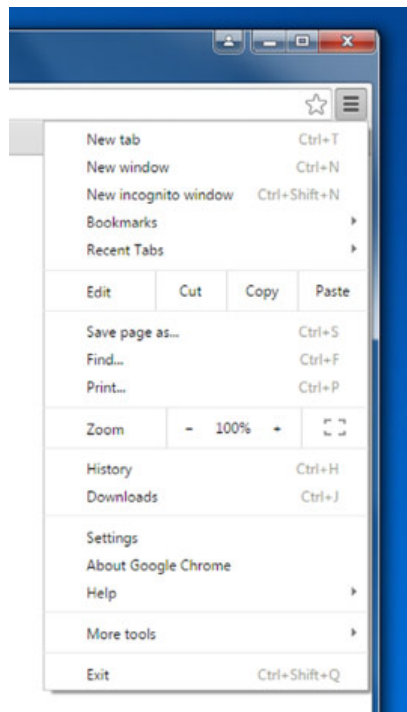 New tab Ctrl+T
New window Ctrl+N
New incognito window Ctrl+Shift+N
Bookmarks
Recent Tabs
Edit Cut Copy Paste
Save page as... Ctrl+S
Find... Ctrl+F
Print... Ctrl+P
Zoom - 100% +
History Ctrl+H
Downloads Ctrl+J
Settings
About Google Chrome
Help
More tools
Exit Ctrl+Shift+Q